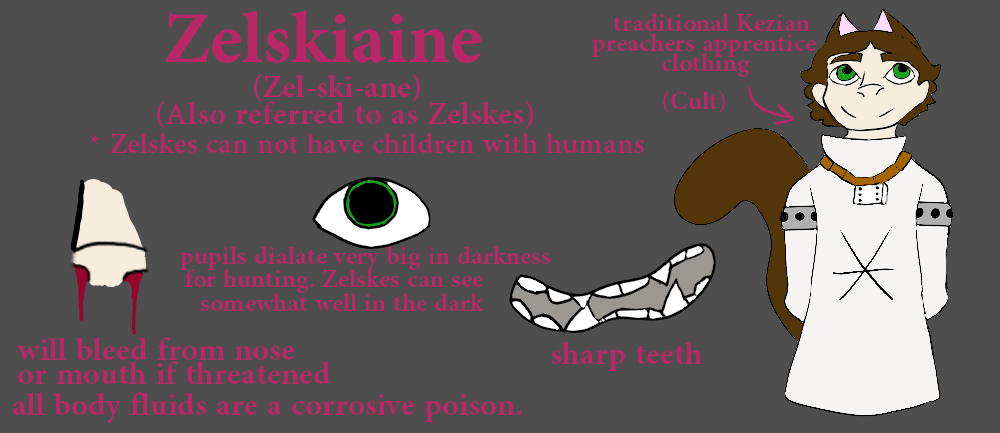 Zelskiaine
(Zel-ski-ane)
(Also referred to as Zelskes)
* Zelskes can not have children with humans
traditional Kezian
preachers apprentice
clothing
(Cult)
pupils dialate very big in darkness
for hunting. Zelskes can see
somewhat well in the dark
sharp teeth
will bleed from nose
or mouth if threatened
all body fluids are a corrosive poison.